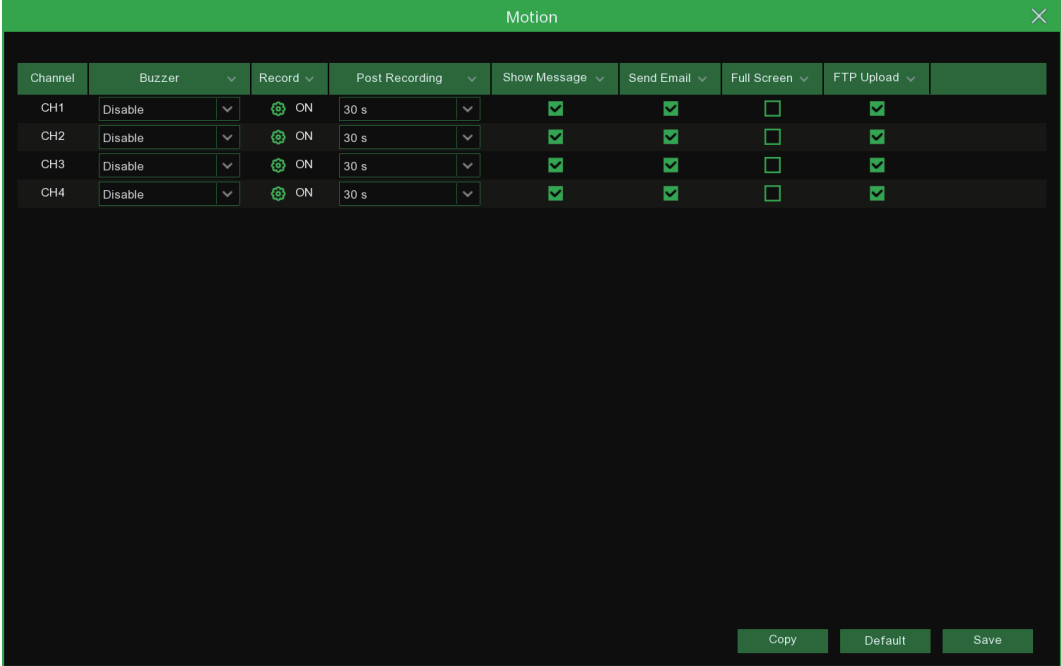 Motion
Channel Buzzer Record Post Recording Show Message Send Email Full Screen FTP Upload
CH1 Disable ON 30 s
CH2 Disable ON 30 s
CH3 Disable ON 30 s
CH4 Disable ON 30 s
Copy Default Save